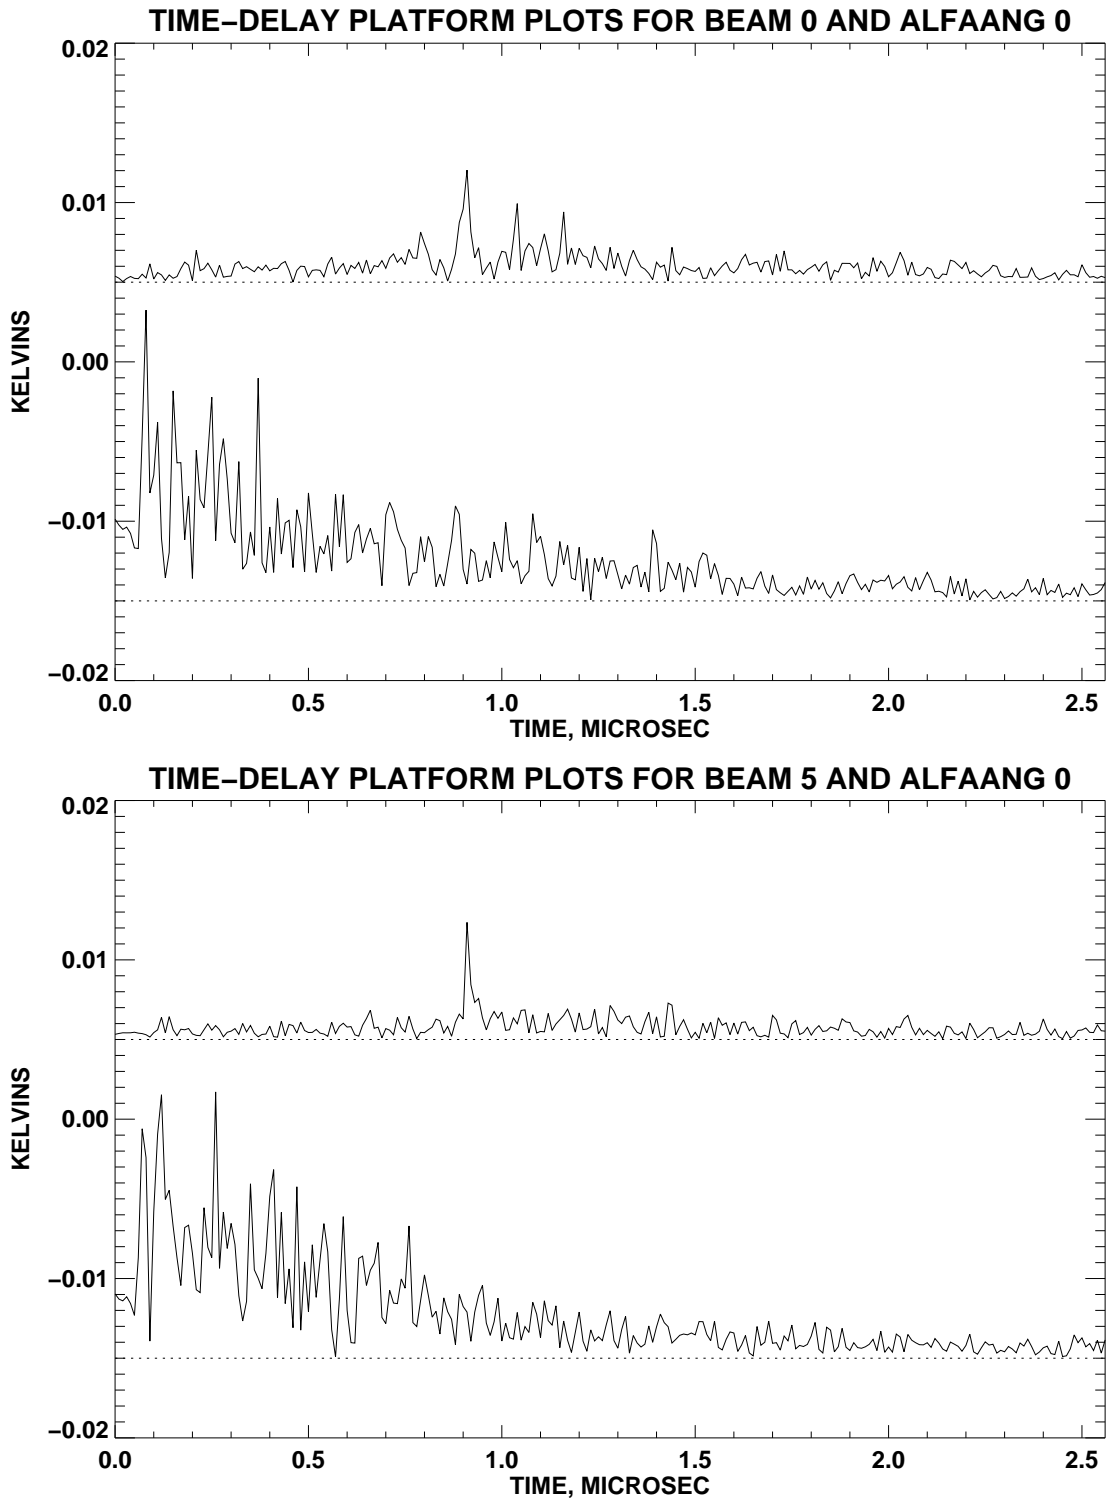 TIME−DELAY PLATFORM PLOTS FOR BEAM 0 AND ALFAANG 0
0.02
0.01
0.00
−0.01
−0.02
KELVINS
0.0 0.5 1.0 1.5 2.0 2.5
TIME, MICROSEC
TIME−DELAY PLATFORM PLOTS FOR BEAM 5 AND ALFAANG 0
0.02
0.01
0.00
−0.01
−0.02
KELVINS
0.0 0.5 1.0 1.5 2.0 2.5
TIME, MICROSEC